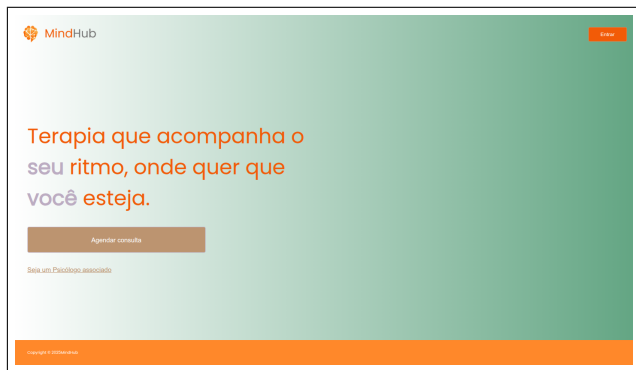 MindHub
Entrar
Terapia que acompanha o
seu ritmo, onde quer que
você esteja.
Agendar consulta
Seja um Psicólogo associado
Copyright © 2025MindHub